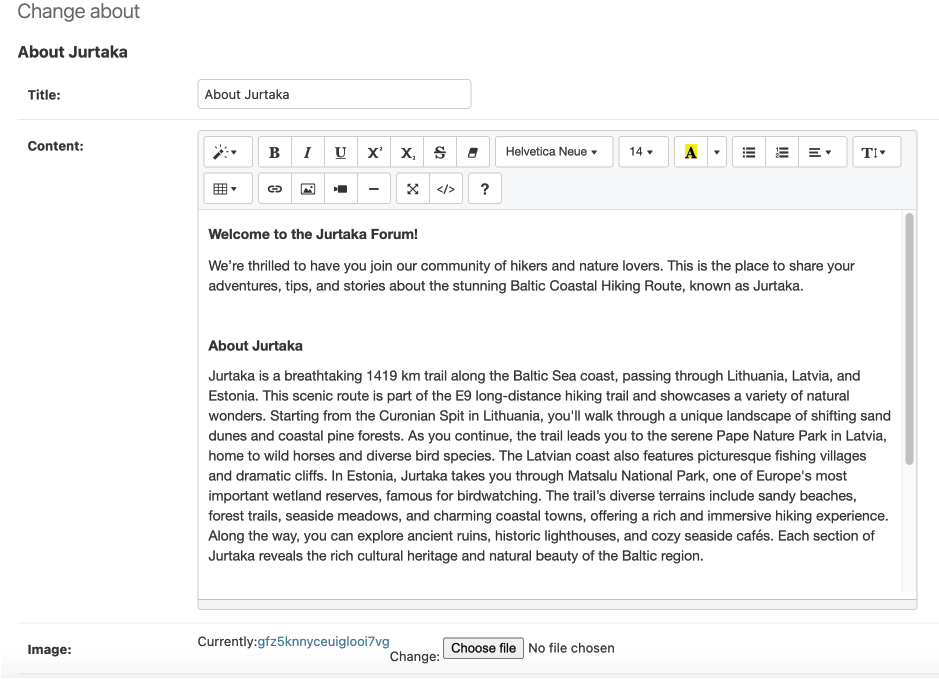 Change about
About Jurtaka
Title:
About Jurtaka
Content:
B I U X² X₂ S Helvetica Neue 14 A TI
</> ?
Welcome to the Jurtaka Forum!
We’re thrilled to have you join our community of hikers and nature lovers. This is the place to share your
adventures, tips, and stories about the stunning Baltic Coastal Hiking Route, known as Jurtaka.
About Jurtaka
Jurtaka is a breathtaking 1419 km trail along the Baltic Sea coast, passing through Lithuania, Latvia, and
Estonia. This scenic route is part of the E9 long-distance hiking trail and showcases a variety of natural
wonders. Starting from the Curonian Spit in Lithuania, you'll walk through a unique landscape of shifting sand
dunes and coastal pine forests. As you continue, the trail leads you to the serene Pape Nature Park in Latvia,
home to wild horses and diverse bird species. The Latvian coast also features picturesque fishing villages
and dramatic cliffs. In Estonia, Jurtaka takes you through Matsalu National Park, one of Europe's most
important wetland reserves, famous for birdwatching. The trail’s diverse terrains include sandy beaches,
forest trails, seaside meadows, and charming coastal towns, offering a rich and immersive hiking experience.
Along the way, you can explore ancient ruins, historic lighthouses, and cozy seaside cafés. Each section of
Jurtaka reveals the rich cultural heritage and natural beauty of the Baltic region.
Image:
Currently:gfz5knnyceuiglooi7vg
Change: Choose file No file chosen